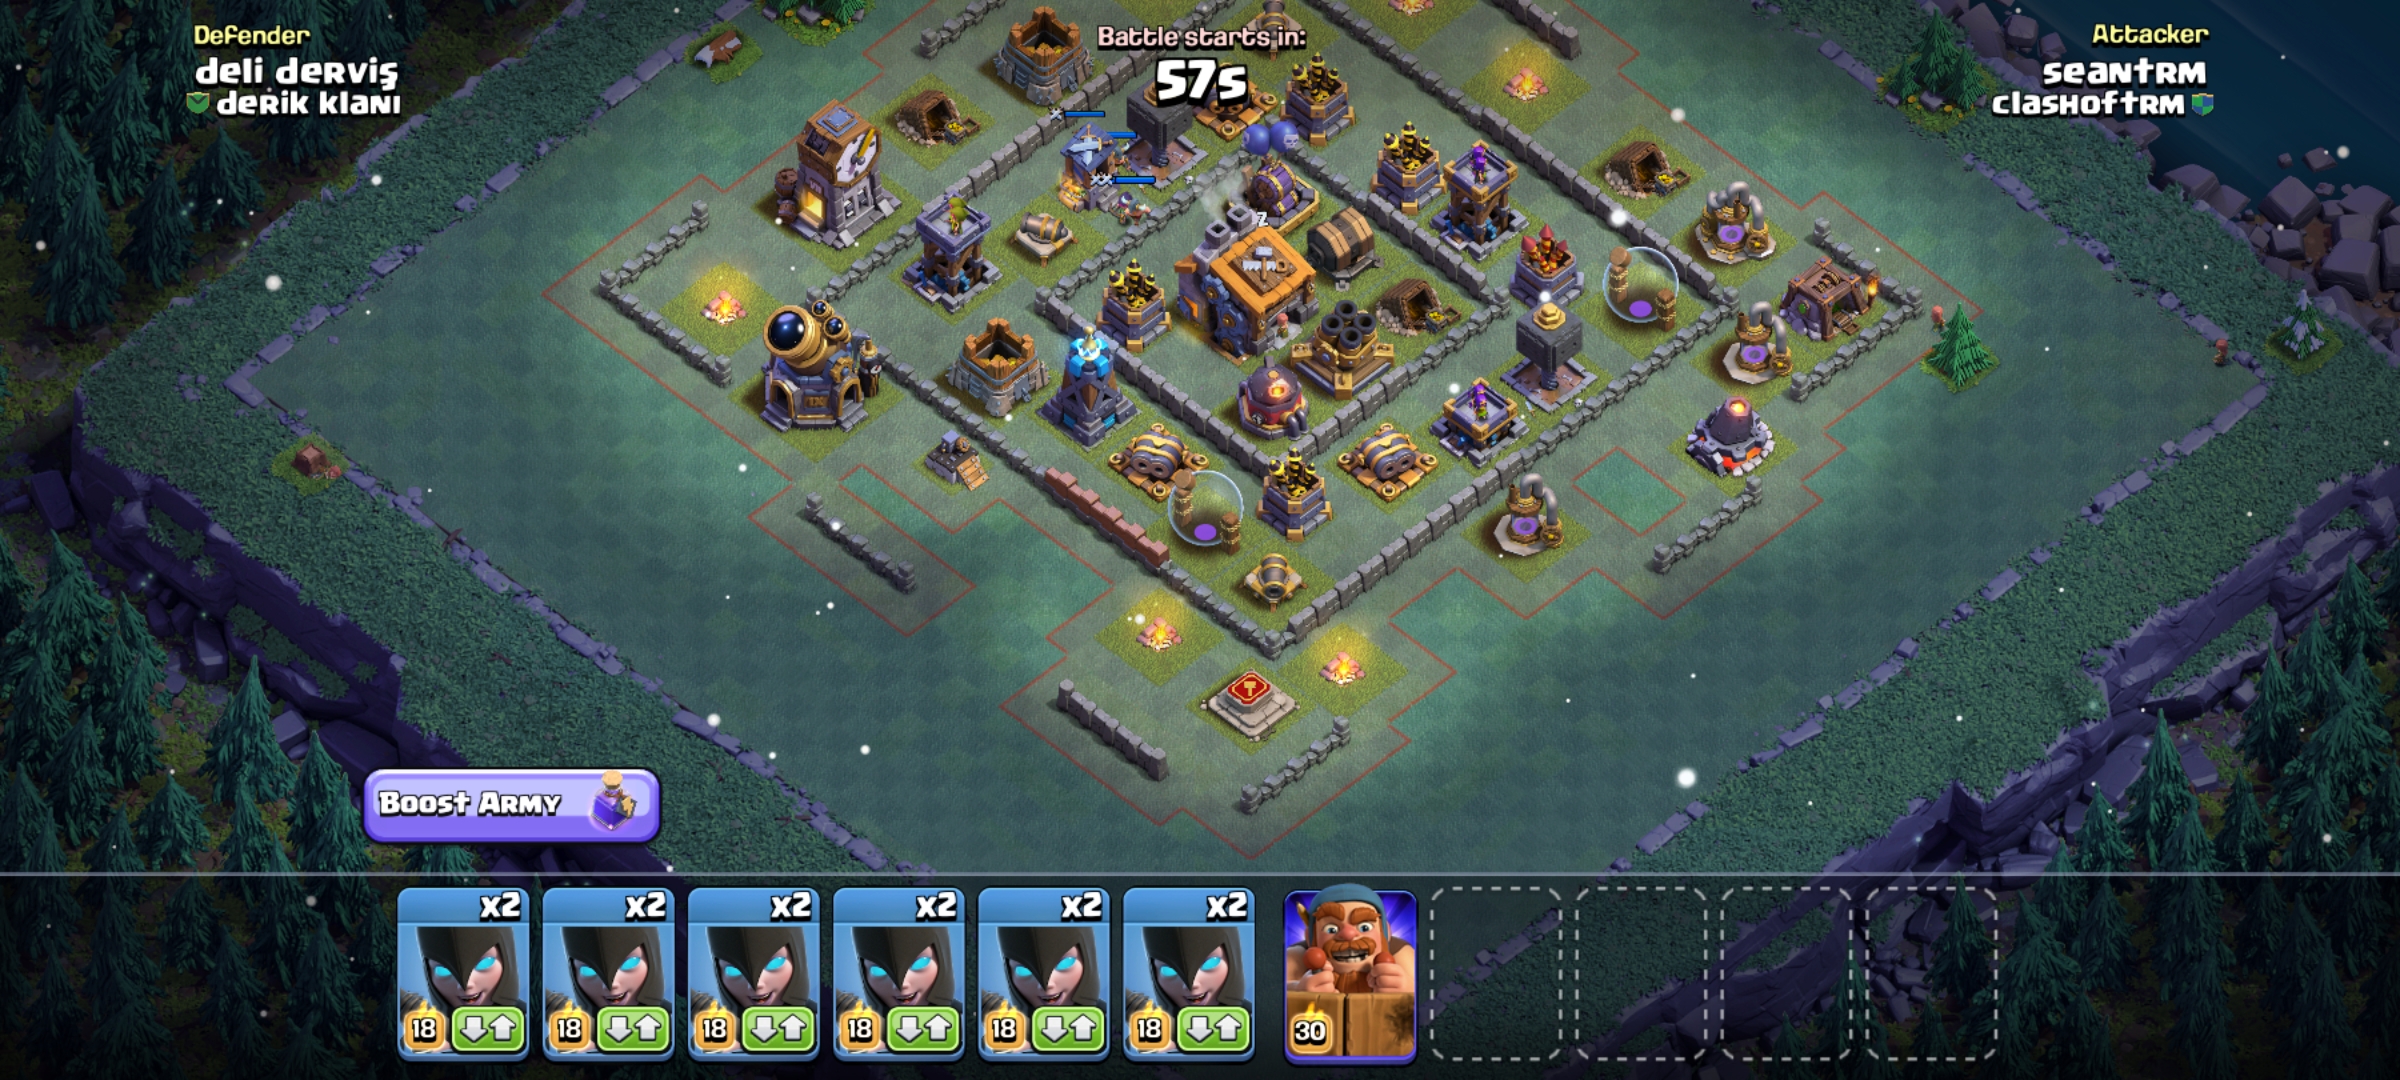 Defender
deli derviş
derik klanı
Battle starts in:
57s
Attacker
seantrm
clashoftrm
z
Boost Army
x2
x2
x2
x2
x2
x2
18
18
18
18
18
18
30